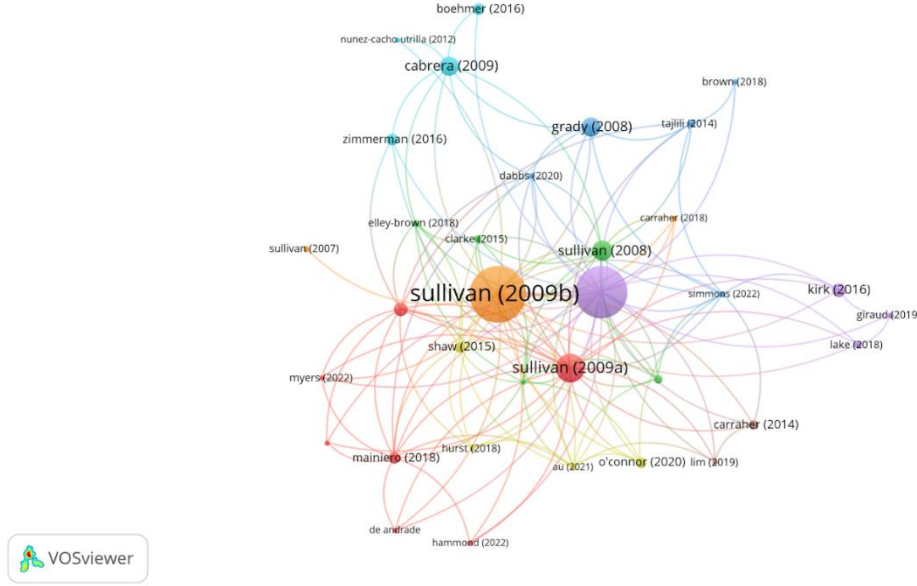 boehmer (2016)
nunez-cacho utrilla (2012)
cabrera (2009)
brown (2018)
grady (2008)
tajlili (2014)
zimmerman (2016)
dabbs (2020)
carraher (2018)
elley-brown (2018)
clarke (2015)
sullivan (2007)
sullivan (2008)
sullivan (2009b)
simmons (2022)
kirk (2016)
giraud (2019
shaw (2015)
lake (2018)
sullivan (2009a)
myers (2022)
carraher (2014)
hurst (2018)
mainiero (2018)
au (2021)
o'connor (2020)
lim (2019)
de andrade
hammond (2022)
VOSviewer